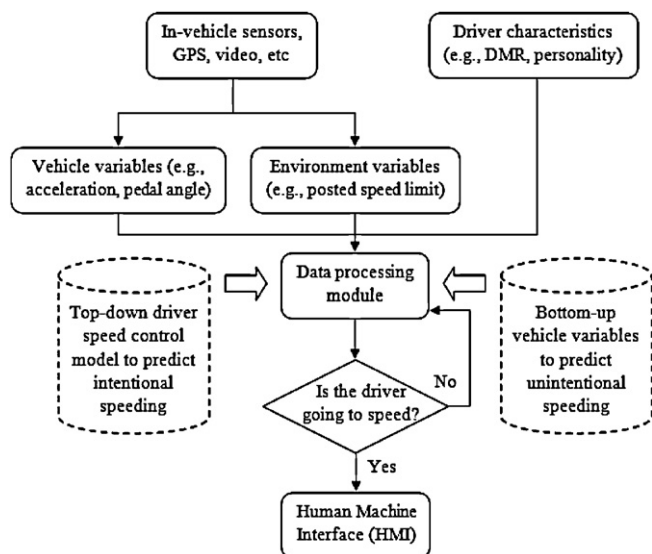 In-vehicle sensors,
GPS, video, etc
Driver characteristics
(e.g., DMR, personality)
Vehicle variables (e.g.,
acceleration, pedal angle)
Environment variables
(e.g., posted speed limit)
Data processing
module
Top-down driver
speed control
model to predict
intentional
speeding
Bottom-up
vehicle variables
to predict
unintentional
speeding
Is the driver
going to speed?
No
Yes
Human Machine
Interface (HMI)